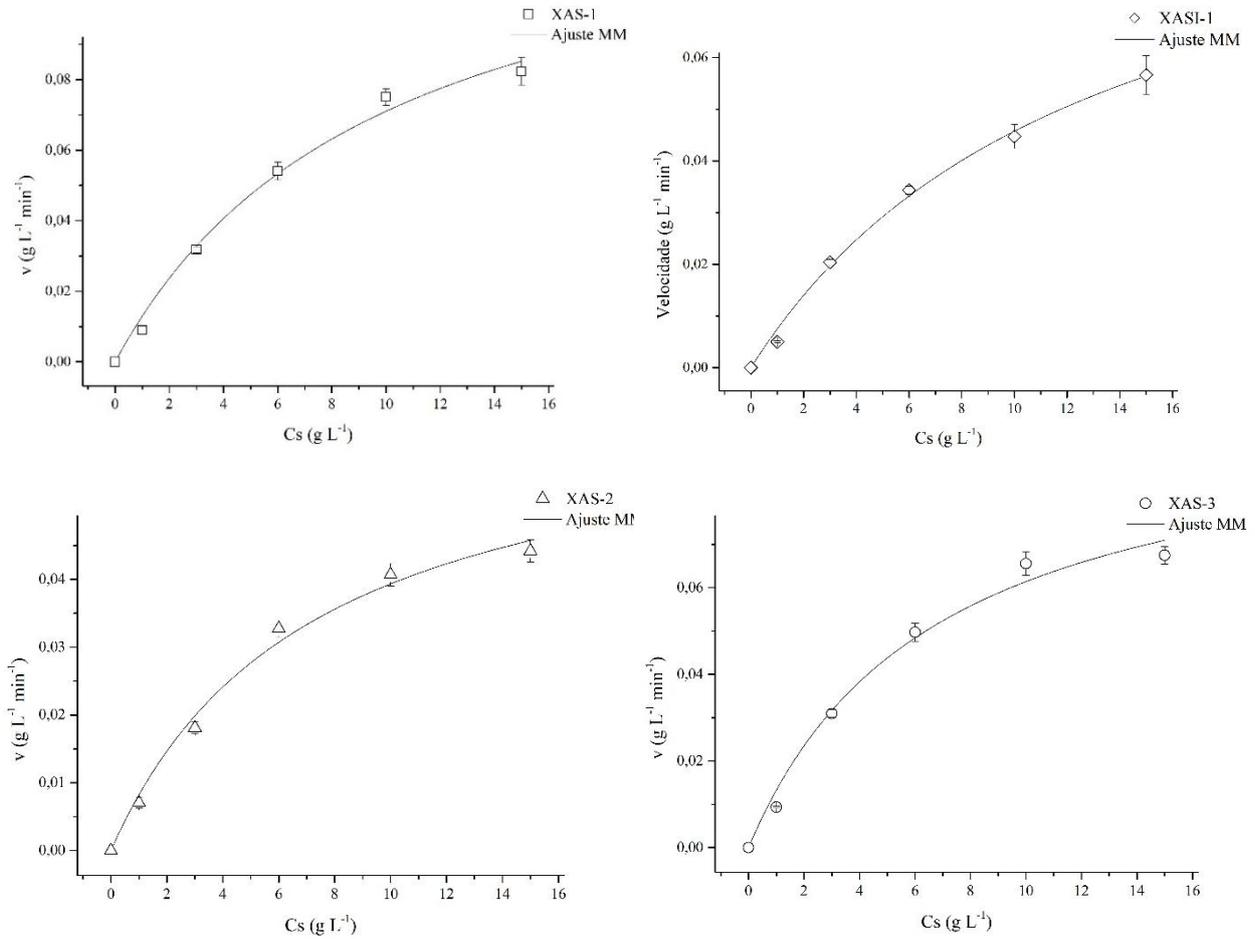 XAS-1
Ajuste MM
0,08
0,06
0,04
0,02
0,00
v (g L⁻¹ min⁻¹)
0 2 4 6 8 10 12 14 16
Cs (g L⁻¹)
XASI-1
Ajuste MM
0,06
0,04
0,02
0,00
Velocidade (g L⁻¹ min⁻¹)
0 2 4 6 8 10 12 14 16
Cs (g L⁻¹)
XAS-2
Ajuste MM
0,04
0,03
0,02
0,01
0,00
v (g L⁻¹ min⁻¹)
0 2 4 6 8 10 12 14 16
Cs (g L⁻¹)
XAS-3
Ajuste MM
0,06
0,04
0,02
0,00
v (g L⁻¹ min⁻¹)
0 2 4 6 8 10 12 14 16
Cs (g L⁻¹)